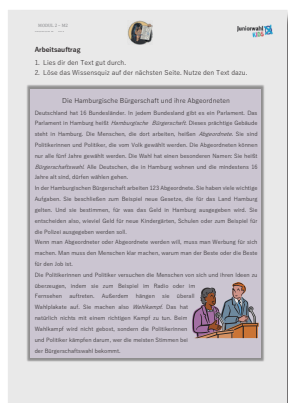 MODUL 2 – M2
Juniorwahl
KIDS
Arbeitsauftrag
1. Lies dir den Text gut durch.
2. Löse das Wissensquiz auf der nächsten Seite. Nutze den Text dazu.
Die Hamburgische Bürgerschaft und ihre Abgeordneten
Deutschland hat 16 Bundesländer. In jedem Bundesland gibt es ein Parlament. Das
Parlament in Hamburg heißt Hamburgische Bürgerschaft. Dieses prächtige Gebäude
steht in Hamburg. Die Menschen, die dort arbeiten, heißen Abgeordnete. Sie sind
Politikerinnen und Politiker, die vom Volk gewählt werden. Die Abgeordneten können
nur alle fünf Jahre gewählt werden. Die Wahl hat einen besonderen Namen: Sie heißt
Bürgerschaftswahl. Alle Deutschen, die in Hamburg wohnen und die mindestens 16
Jahre alt sind, dürfen wählen gehen.
In der Hamburgischen Bürgerschaft arbeiten 123 Abgeordnete. Sie haben viele wichtige
Aufgaben. Sie beschließen zum Beispiel neue Gesetze, die für das Land Hamburg
gelten. Und sie bestimmen, für was das Geld in Hamburg ausgegeben wird. Sie
entscheiden also, wieviel Geld für neue Kindergärten, Schulen oder zum Beispiel für
die Polizei ausgegeben werden soll.
Wenn man Abgeordneter oder Abgeordnete werden will, muss man Werbung für sich
machen. Man muss den Menschen klar machen, warum man der Beste oder die Beste
für den Job ist.
Die Politikerinnen und Politiker versuchen die Menschen von sich und ihren Ideen zu
überzeugen, indem sie zum Beispiel im Radio oder im
Fernsehen auftreten. Außerdem hängen sie überall
Wahlplakate auf. Sie machen also Wahlkampf. Das hat
natürlich nichts mit einem richtigen Kampf zu tun. Beim
Wahlkampf wird nicht geboxt, sondern die Politikerinnen
und Politiker kämpfen darum, wer die meisten Stimmen bei
der Bürgerschaftswahl bekommt.